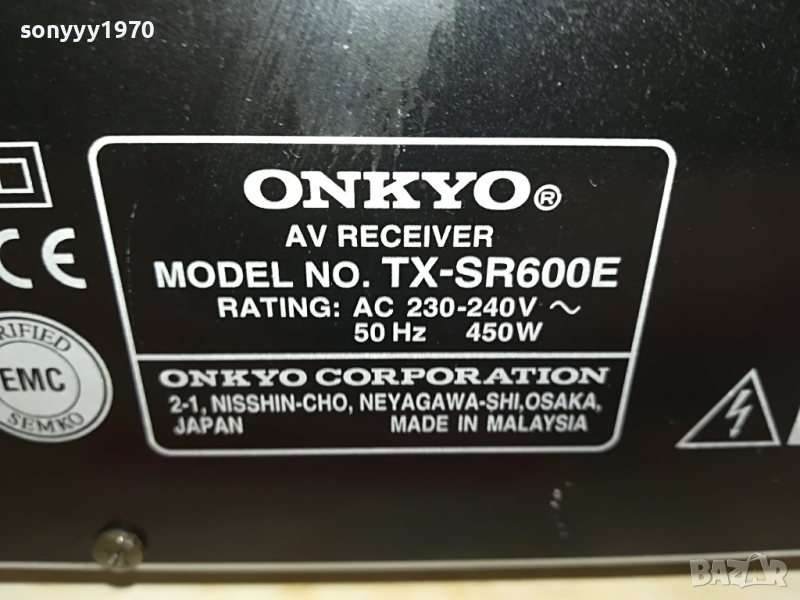 sonyyy1970
ONKYO®
AV RECEIVER
MODEL NO. TX-SR600E
RATING: AC 230-240V ~
50 Hz 450W
ONKYO CORPORATION
2-1, NISSHIN-CHO, NEYAGAWA-SHI,OSAKA,
JAPAN MADE IN MALAYSIA
CE
EMC
SEMKO
BAZAR